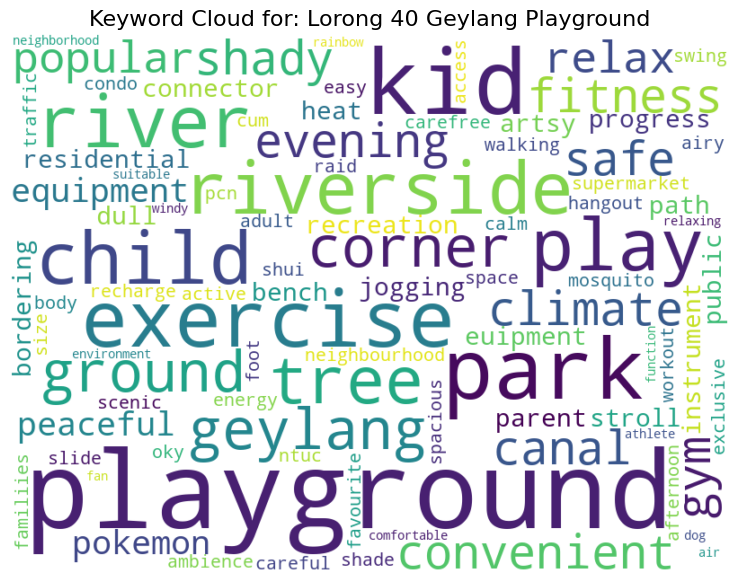 Keyword Cloud for: Lorong 40 Geylang Playground
neighborhood
rainbow
popular
shady
kid
access
relax
swing
condo
connector
easy
heat
fitness
traffic
river
cum
carefree
artsy
progress
evening
walking
airy
residential
raid
safe
suitable
equipment
pcn
riverside
supermarket
windy
hangout
path
dull
adult
recreation
calm
relaxing
child
corner
play
shui
space
mosquito
public
bordering
jogging
body
recharge
active
bench
exercise
climate
size
euipment
instrument
environment
foot
neighbourhood
function
workout
ground
tree
park
exclusive
scenic
energy
spacious
parent
stroll
peaceful
geylang
athlete
canal
gym
slide
oky
ntuc
favourite
afternoon
familiies
fan
playground
pokemon
comfortable
dog
ambience
careful
shade
convenient
air